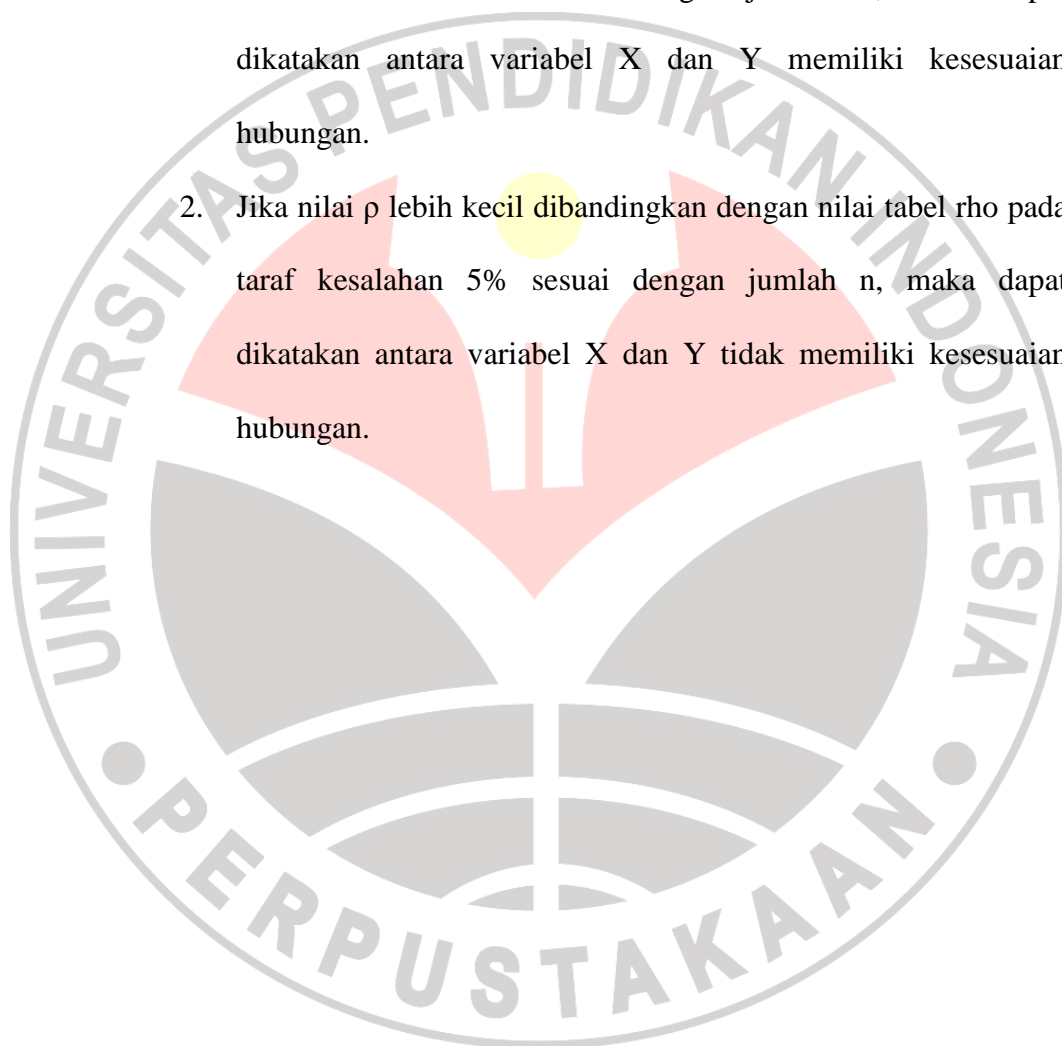 dikatakan antara variabel X dan Y memiliki kesesuaian
hubungan.
2. Jika nilai ρ lebih kecil dibandingkan dengan nilai tabel rho pada
taraf kesalahan 5% sesuai dengan jumlah n, maka dapat
dikatakan antara variabel X dan Y tidak memiliki kesesuaian
hubungan.
UNIVERSITAS PENDIDIKAN INDONESIA
PERPUSTAKAAN